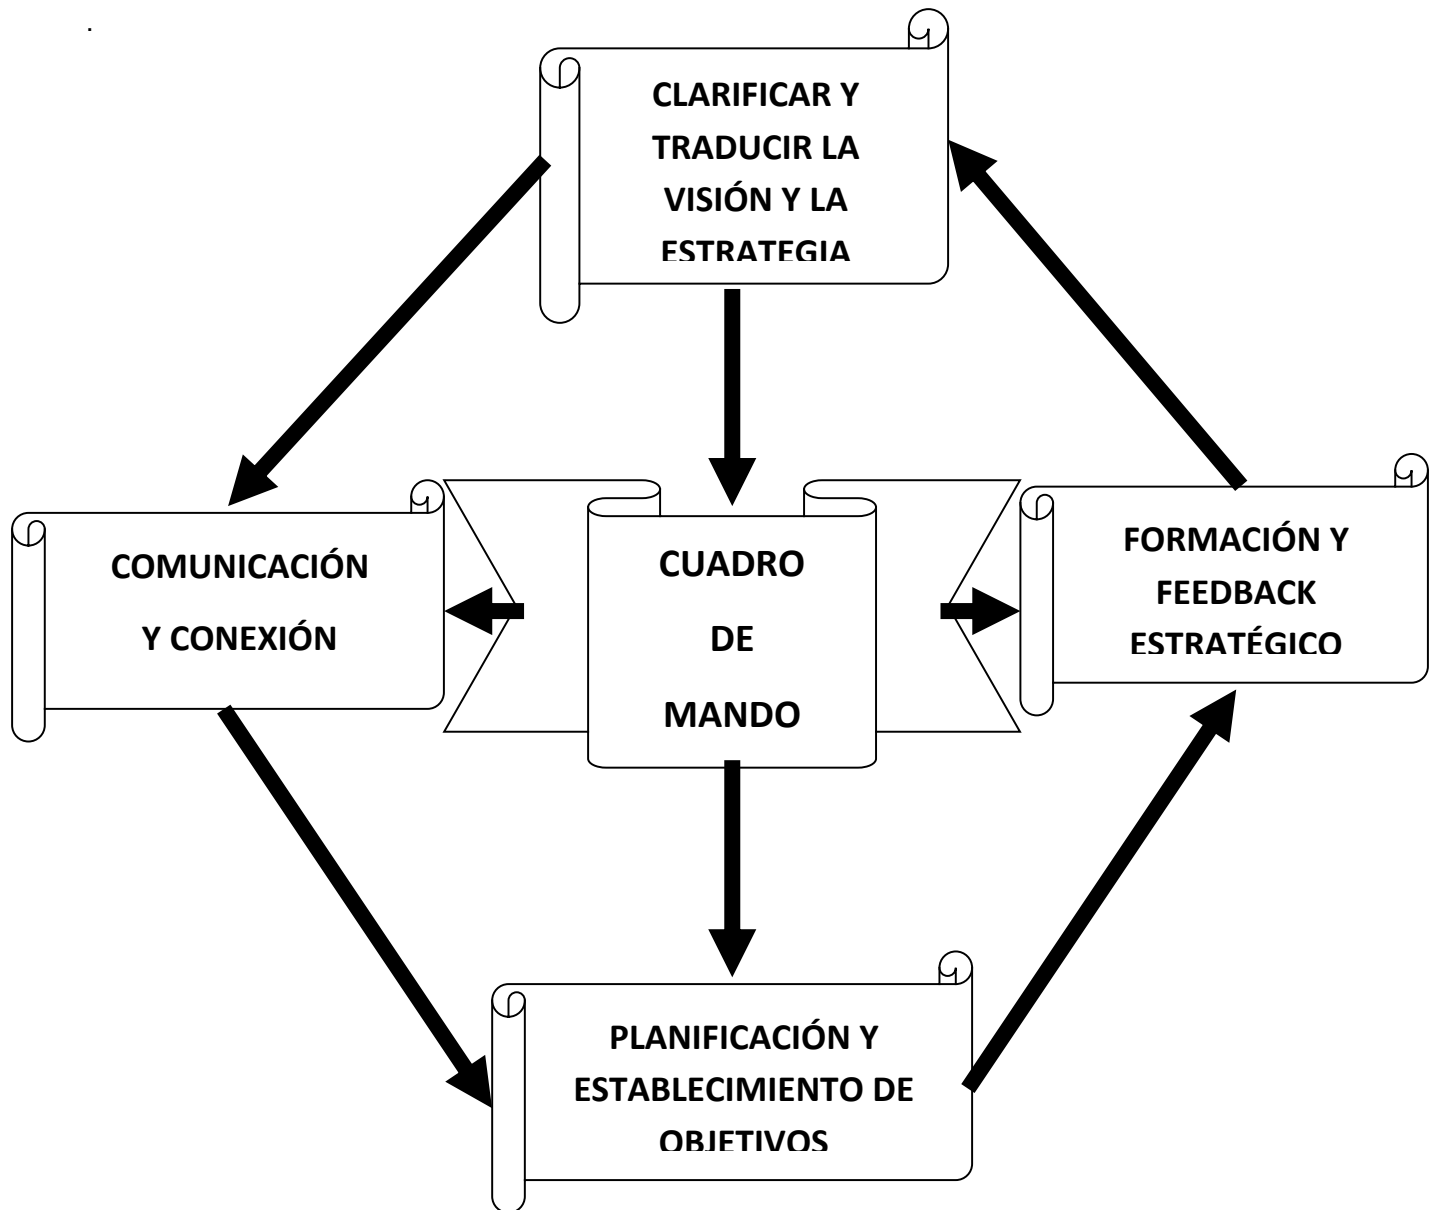 .
CLARIFICAR Y
TRADUCIR LA
VISIÓN Y LA
ESTRATEGIA
COMUNICACIÓN
Y CONEXIÓN
CUADRO
DE
MANDO
FORMACIÓN Y
FEEDBACK
ESTRATÉGICO
PLANIFICACIÓN Y
ESTABLECIMIENTO DE
OBJETIVOS